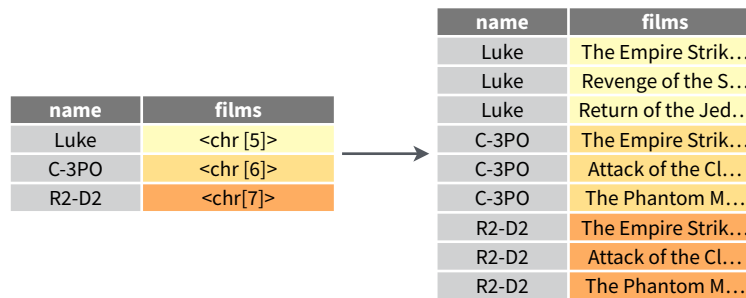 name films
Luke <chr [5]>
C-3PO <chr [6]>
R2-D2 <chr[7]>
name films
Luke The Empire Strik…
Luke Revenge of the S…
Luke Return of the Jed…
C-3PO The Empire Strik…
C-3PO Attack of the Cl…
C-3PO The Phantom M…
R2-D2 The Empire Strik…
R2-D2 Attack of the Cl…
R2-D2 The Phantom M…